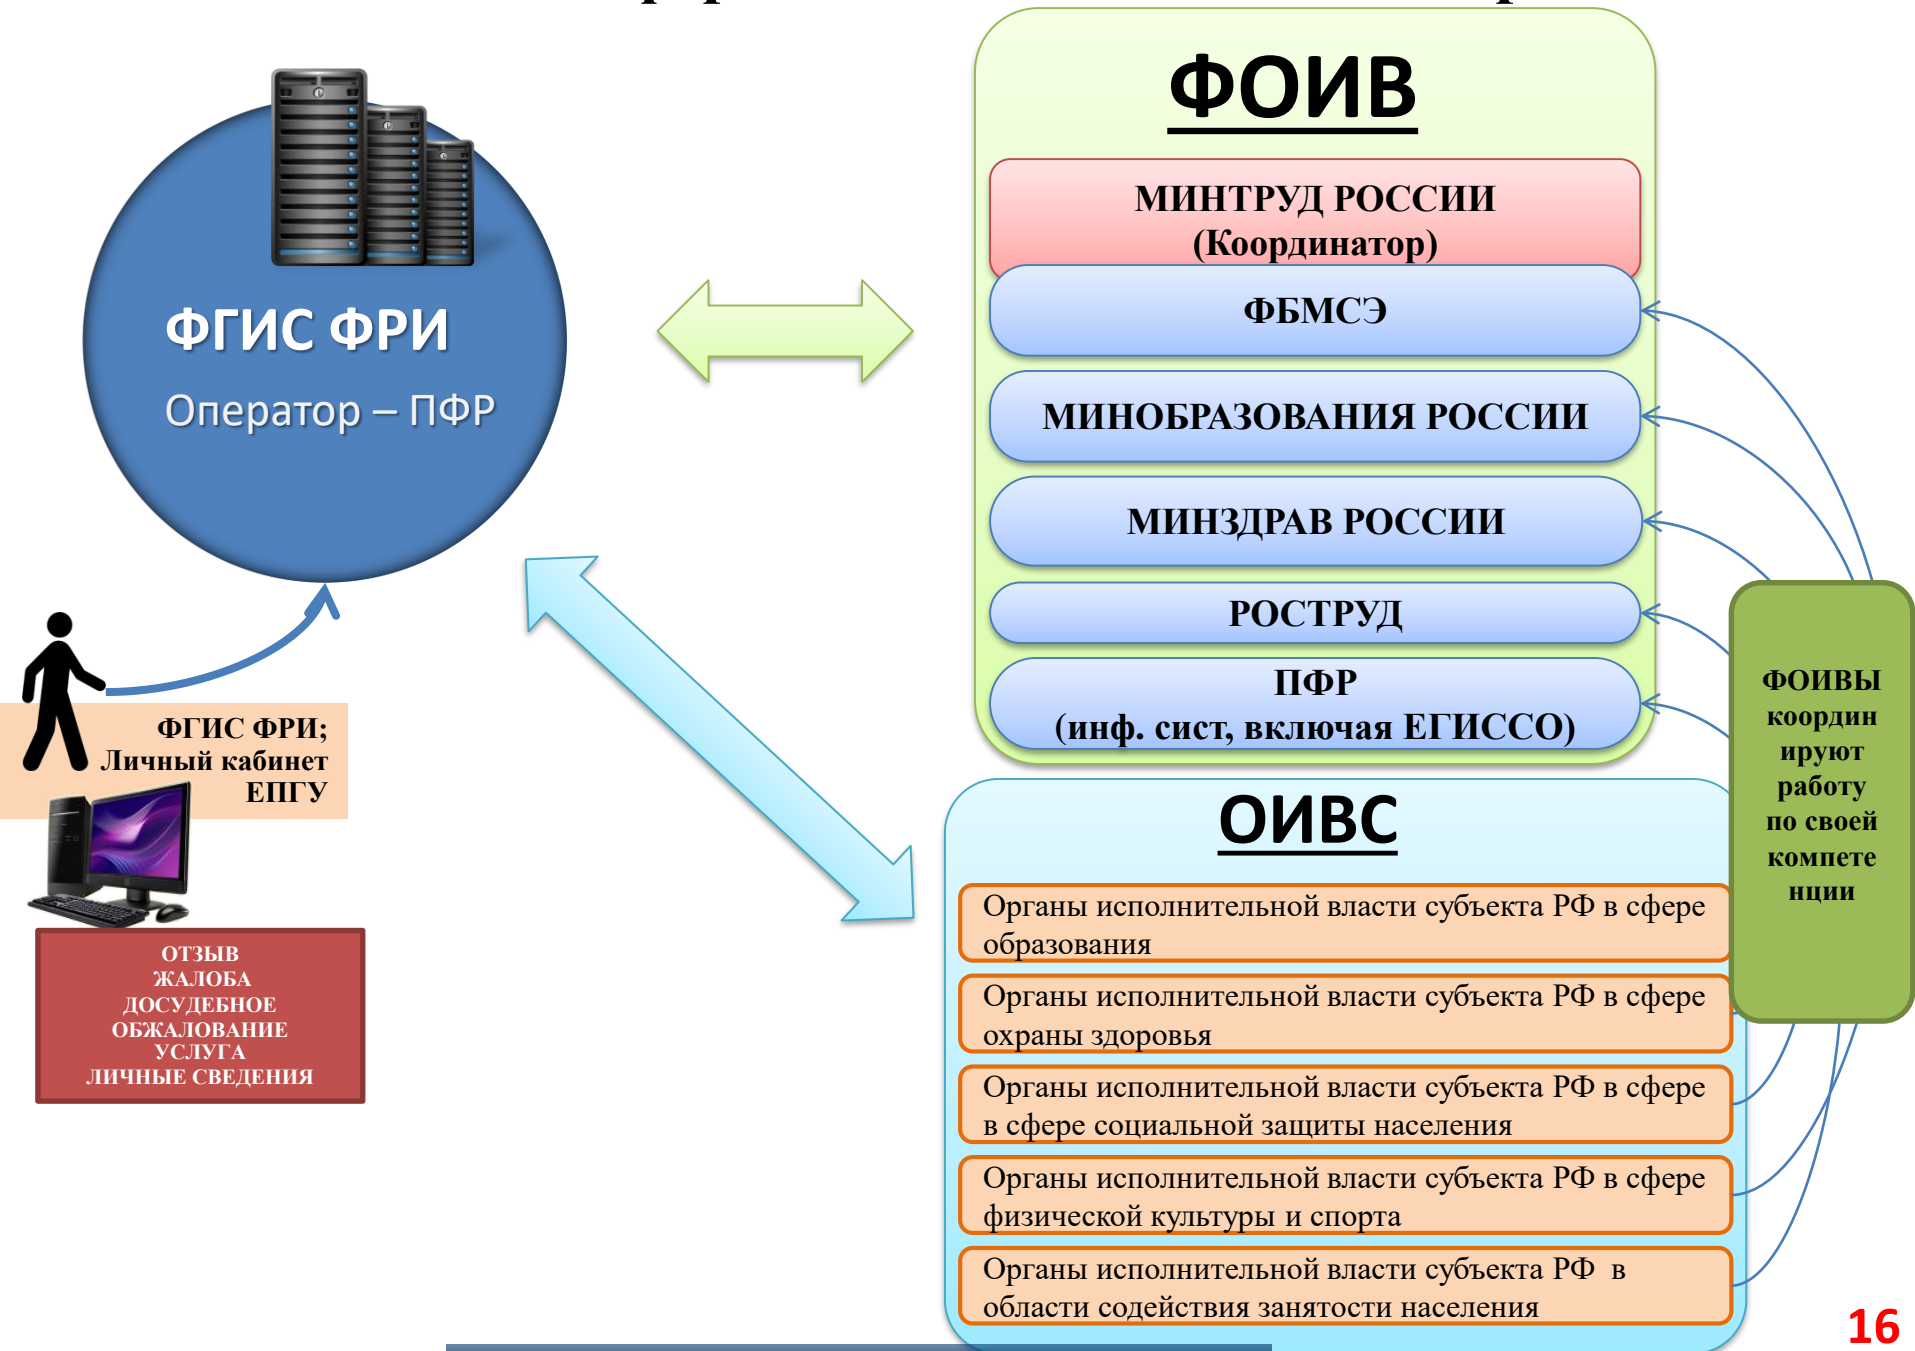 ФОИВ
МИНТРУД РОССИИ
(Координатор)
ФБМСЭ
МИНОБРАЗОВАНИЯ РОССИИ
МИНЗДРАВ РОССИИ
РОСТРУД
ПФР
(инф. сист, включая ЕГИССО)
ФГИС ФРИ
Оператор – ПФР
ФГИС ФРИ;
Личный кабинет
ЕПГУ
ОТЗЫВ
ЖАЛОБА
ДОСУДЕБНОЕ
ОБЖАЛОВАНИЕ
УСЛУГА
ЛИЧНЫЕ СВЕДЕНИЯ
ФОИВЫ
координ
ируют
работу
по своей
компете
нции
ОИВС
Органы исполнительной власти субъекта РФ в сфере
образования
Органы исполнительной власти субъекта РФ в сфере
охраны здоровья
Органы исполнительной власти субъекта РФ в сфере
в сфере социальной защиты населения
Органы исполнительной власти субъекта РФ в сфере
физической культуры и спорта
Органы исполнительной власти субъекта РФ в
области содействия занятости населения
16